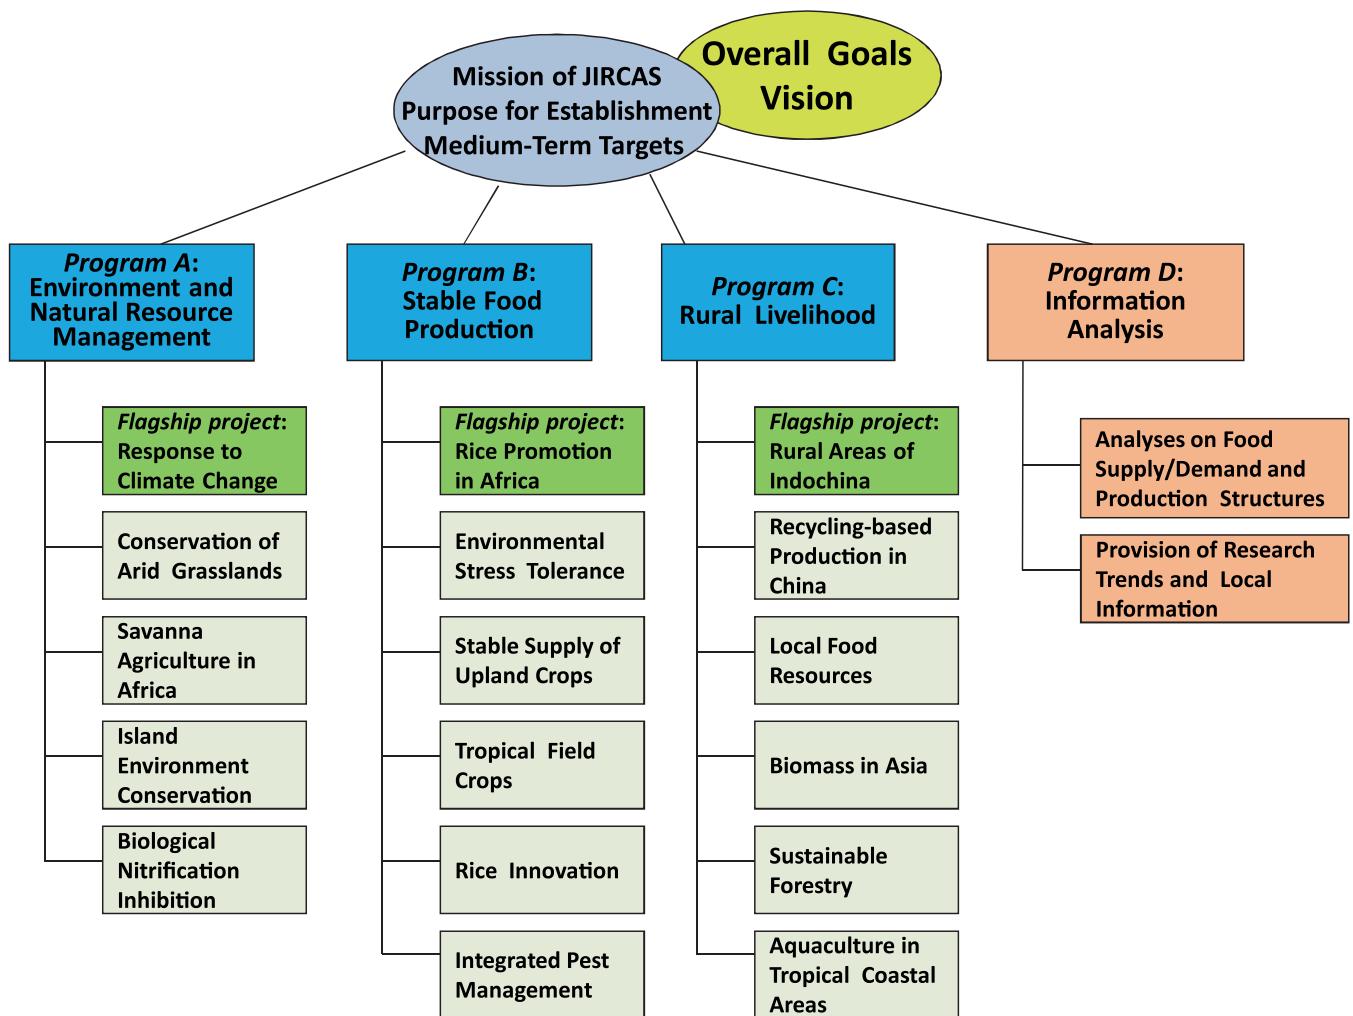 Overall Goals
Vision
Mission of JIRCAS
Purpose for Establishment
Medium-Term Targets
Program A:
Environment and
Natural Resource
Management
Flagship project:
Response to
Climate Change
Conservation of
Arid Grasslands
Savanna
Agriculture in
Africa
Island
Environment
Conservation
Biological
Nitrification
Inhibition
Program B:
Stable Food
Production
Flagship project:
Rice Promotion
in Africa
Environmental
Stress Tolerance
Stable Supply of
Upland Crops
Tropical Field
Crops
Rice Innovation
Integrated Pest
Management
Program C:
Rural Livelihood
Flagship project:
Rural Areas of
Indochina
Recycling-based
Production in
China
Local Food
Resources
Biomass in Asia
Sustainable
Forestry
Aquaculture in
Tropical Coastal
Areas
Program D:
Information
Analysis
Analyses on Food
Supply/Demand and
Production Structures
Provision of Research
Trends and Local
Information